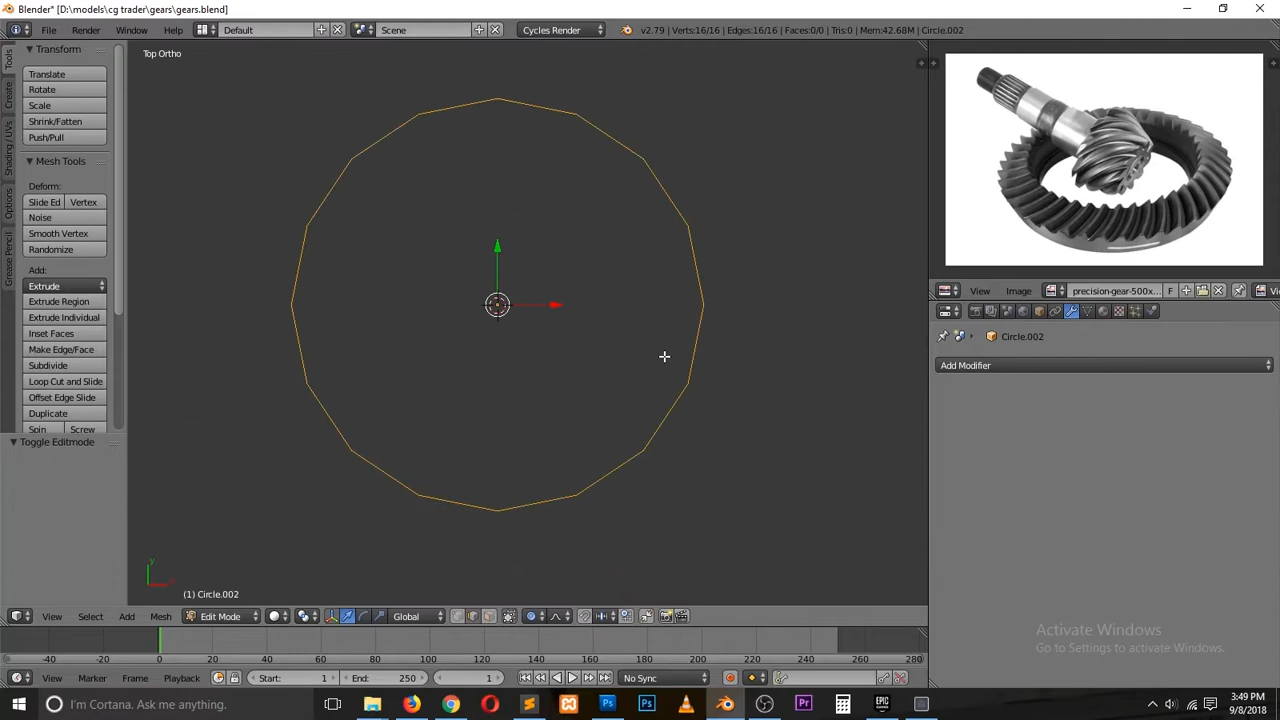 Blender* [D:\models\cg trader\gears\gears.blend]
File Render Window Help Default Scene Cycles Render v2.79 | Verts:16/16 | Edges:16/16 | Faces:0/0 | Tris:0 | Mem:42.68M | Circle.002
Tools
Create
Shading / UVs
Options
Grease Pencil
Transform
Translate
Rotate
Scale
Shrink/Fatten
Push/Pull
Mesh Tools
Deform:
Slide Ed Vertex
Noise
Smooth Vertex
Randomize
Add:
Extrude
Extrude Region
Extrude Individual
Inset Faces
Make Edge/Face
Subdivide
Loop Cut and Slide
Offset Edge Slide
Duplicate
Spin Screw
Toggle Editmode
Top Ortho
y
(1) Circle.002
View Image precision-gear-500x... F
Circle.002
Add Modifier
View Select Add Mesh Edit Mode Global
-40 -20 0 20 40 60 80 100 120 140 160 180 200 220 240 260 280
View Marker Frame Playback Start: 1 End: 250 1 No Sync
Activate Windows
Go to Settings to activate Windows.
I'm Cortana. Ask me anything.
3:49 PM
9/8/2018